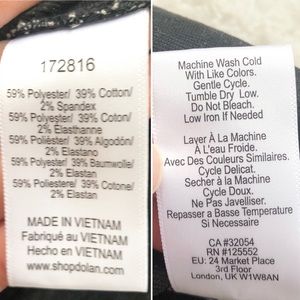 172816
59% Polyester/ 39% Cotton/
2% Spandex
59% Polyester/ 39% Coton/
2% Elasthanne
59% Poliéster/ 39% Algodón/
2% Elastano
59% Polyester/ 39% Baumwolle/
2% Elastan
59% Poliestere/ 39% Cotone/
2% Elastan
MADE IN VIETNAM
Fabriqué au VIETNAM
Hecho en VIETNAM
www.shopdolan.com
Machine Wash Cold
With Like Colors.
Gentle Cycle.
Tumble Dry Low.
Do Not Bleach.
Low Iron If Needed
Layer À La Machine
A L'eau Froide.
Avec Des Couleurs Similaires.
Cycle Delicat.
Secher à la Machine
Cycle Doux.
Ne Pas Javelliser.
Repasser a Basse Temperature
Si Necessaire
CA #32054
RN #125552
EU: 24 Market Place
3rd Floor
London, UK W1W8AN